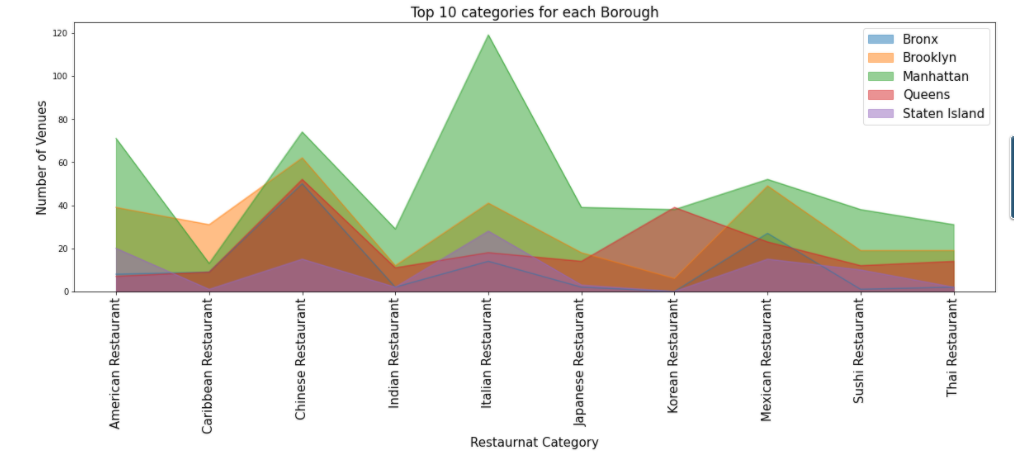 Top 10 categories for each Borough
Number of Venues
120
100
80
60
40
20
0
Bronx
Brooklyn
Manhattan
Queens
Staten Island
American Restaurant
Caribbean Restaurant
Chinese Restaurant
Indian Restaurant
Italian Restaurant
Japanese Restaurant
Korean Restaurant
Mexican Restaurant
Sushi Restaurant
Thai Restaurant
Restaurnat Category